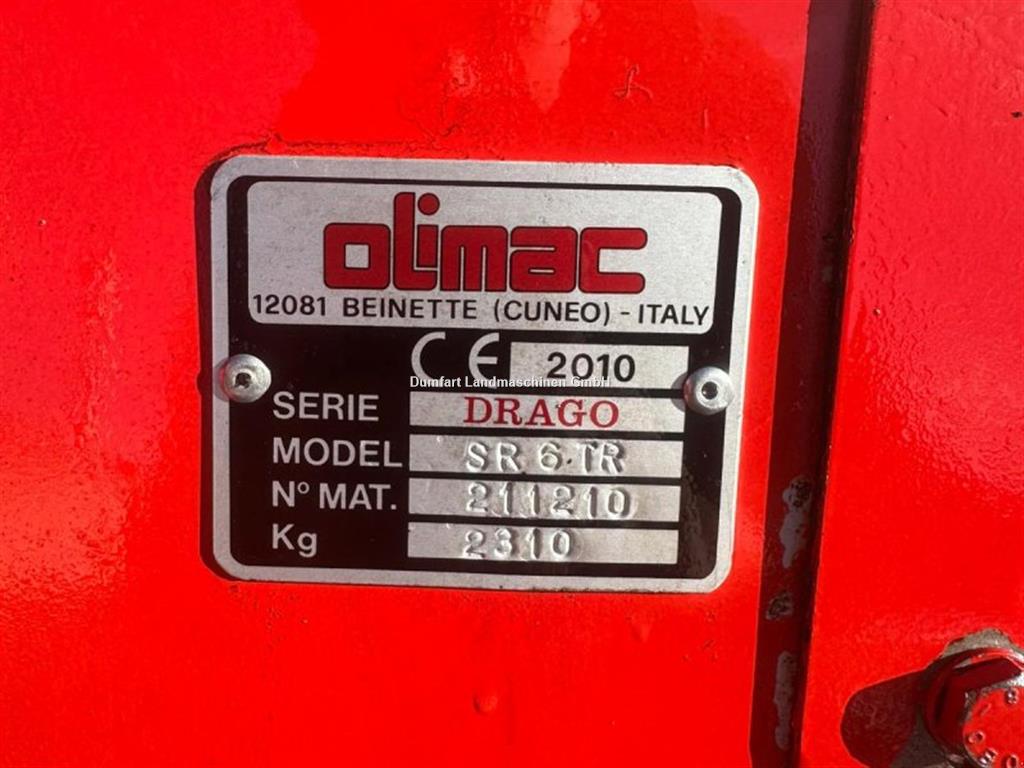 olimac
12081 BEINETTE (CUNEO) - ITALY
CE 2010
Dumfart Landmaschinen GmbH
SERIE DRAGO
MODEL SR 6 TR
Nº MAT. 211210
Kg 2310